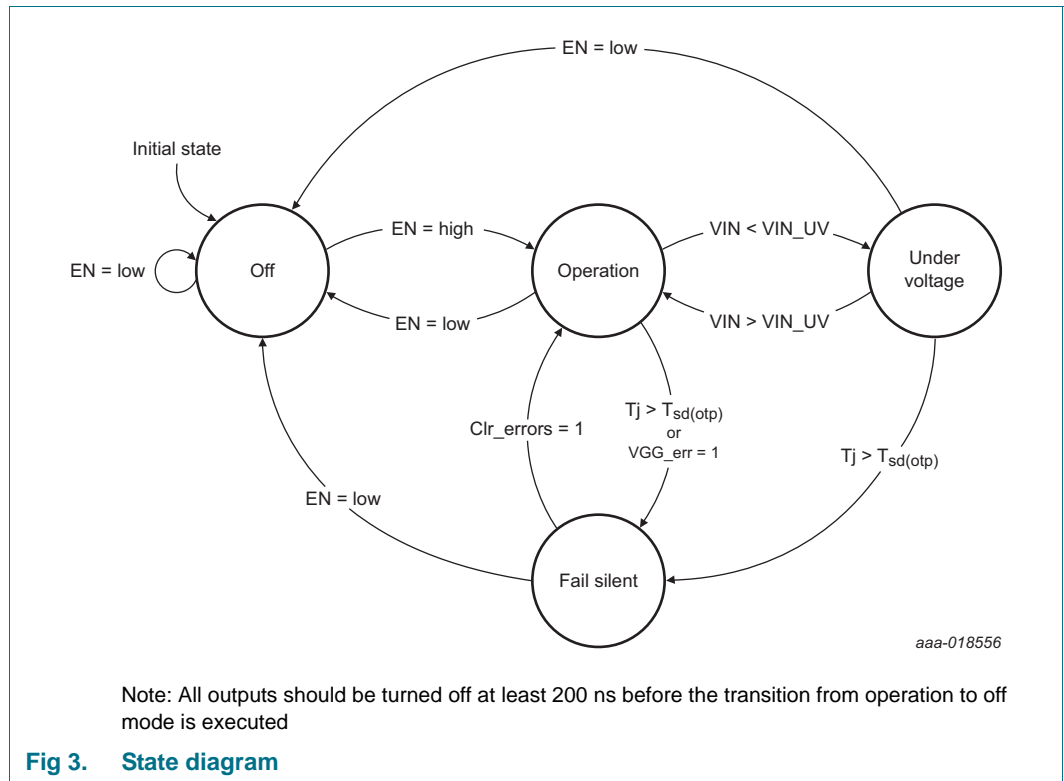 EN = low
Initial state
EN = high
VIN < VIN_UV
EN = low
Off
Operation
Under
voltage
EN = low
VIN > VIN_UV
Clr_errors = 1
Tj > Tsd(otp)
or
VGG_err = 1
Tj > Tsd(otp)
EN = low
Fail silent
aaa-018556
Note: All outputs should be turned off at least 200 ns before the transition from operation to off
mode is executed
Fig 3. State diagram